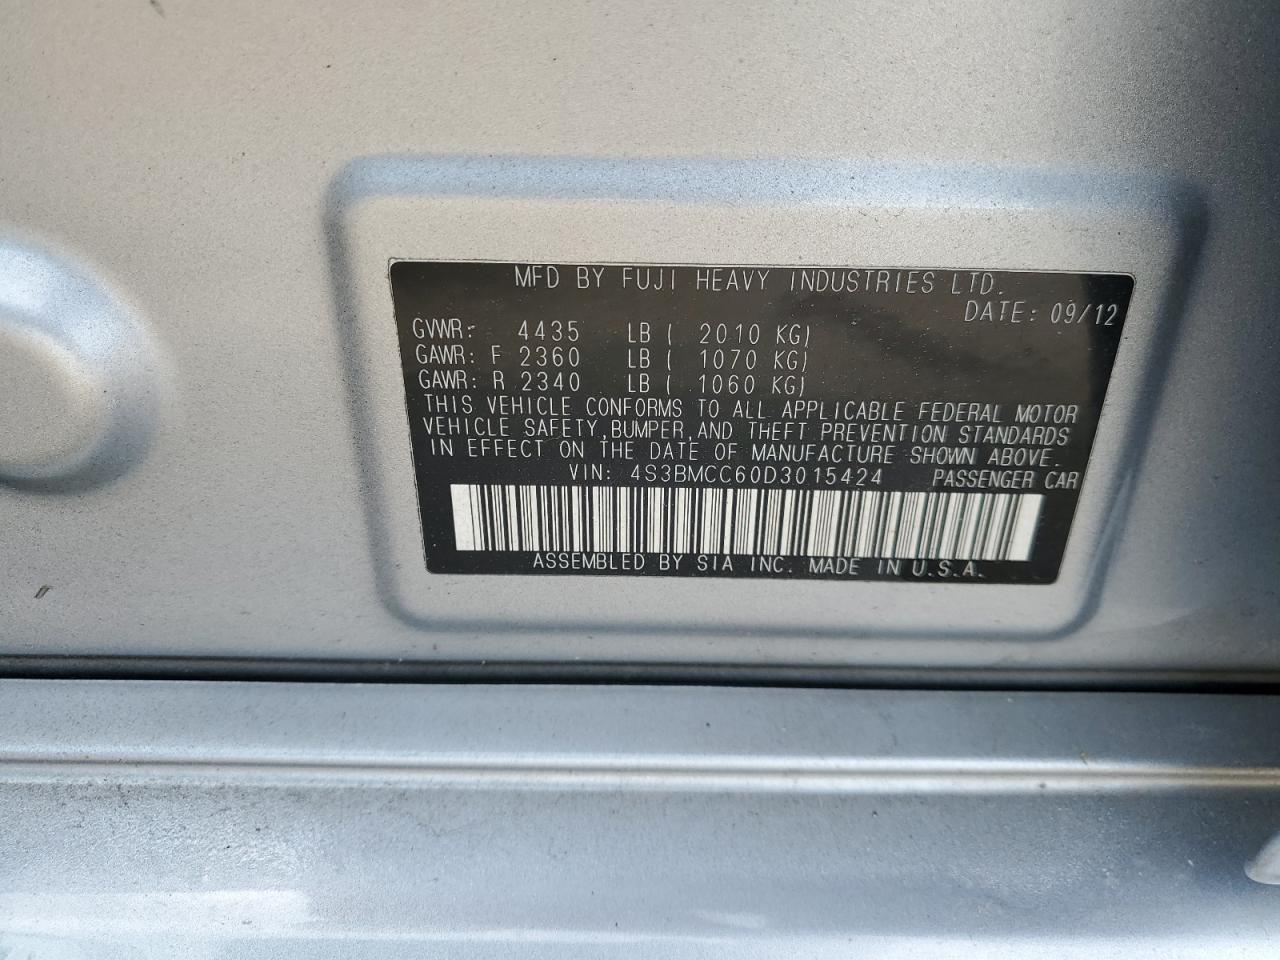 MFD BY FUJI HEAVY INDUSTRIES LTD.
DATE: 09/12
GVWR: 4435 LB ( 2010 KG)
GAWR: F 2360 LB ( 1070 KG)
GAWR: R 2340 LB ( 1060 KG)
THIS VEHICLE CONFORMS TO ALL APPLICABLE FEDERAL MOTOR
VEHICLE SAFETY, BUMPER, AND THEFT PREVENTION STANDARDS
IN EFFECT ON THE DATE OF MANUFACTURE SHOWN ABOVE.
VIN: 4S3BMCC60D3015424 PASSENGER CAR
ASSEMBLED BY SIA INC. MADE IN U.S.A.